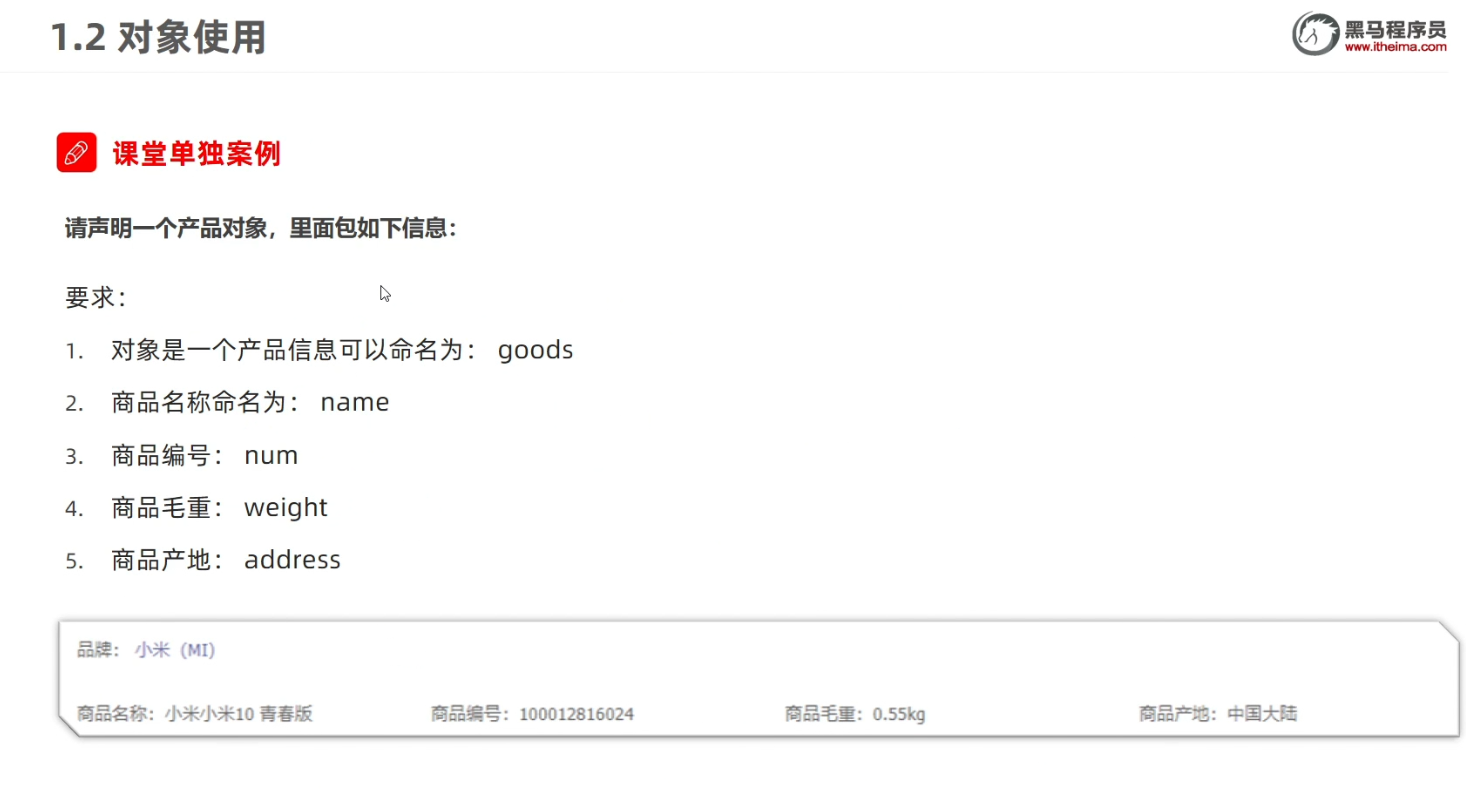 1.2 对象使用
黑马程序员
www.itheima.com
课堂单独案例
请声明一个产品对象，里面包如下信息：
要求：
1. 对象是一个产品信息可以命名为： goods
2. 商品名称命名为： name
3. 商品编号： num
4. 商品毛重： weight
5. 商品产地： address
品牌： 小米（MI）
商品名称：小米小米10 青春版 商品编号：100012816024 商品毛重：0.55kg 商品产地：中国大陆